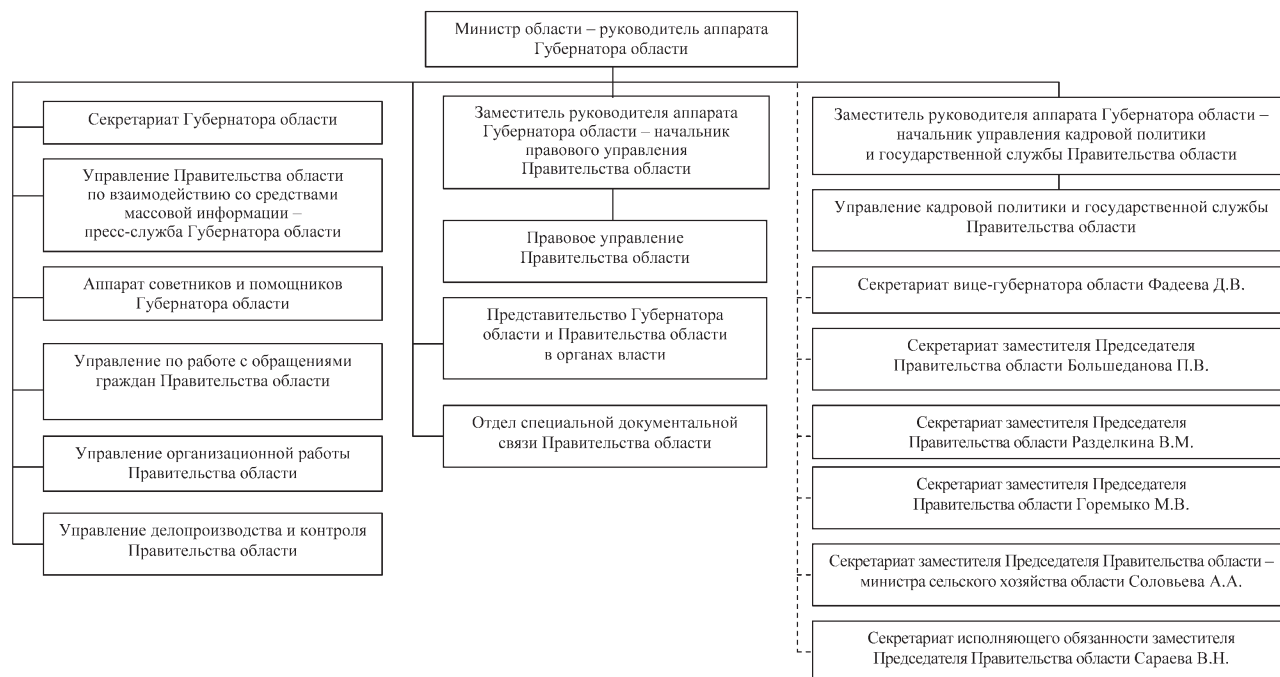 Министр области – руководитель аппарата
Губернатора области
Секретариат Губернатора области
Управление Правительства области
по взаимодействию со средствами
массовой информации –
пресс-служба Губернатора области
Аппарат советников и помощников
Губернатора области
Управление по работе с обращениями
граждан Правительства области
Управление организационной работы
Правительства области
Управление делопроизводства и контроля
Правительства области
Заместитель руководителя аппарата
Губернатора области – начальник
правового управления
Правительства области
Правовое управление
Правительства области
Представительство Губернатора
области и Правительства области
в органах власти
Отдел специальной документальной
связи Правительства области
Заместитель руководителя аппарата Губернатора области –
начальник управления кадровой политики
и государственной службы Правительства области
Управление кадровой политики и государственной службы
Правительства области
Секретариат вице-губернатора области Фадеева Д.В.
Секретариат заместителя Председателя
Правительства области Большеданова П.В.
Секретариат заместителя Председателя
Правительства области Разделкина В.М.
Секретариат заместителя Председателя
Правительства области Горемыко М.В.
Секретариат заместителя Председателя Правительства области –
министра сельского хозяйства области Соловьева А.А.
Секретариат исполняющего обязанности заместителя
Председателя Правительства области Сараева В.Н.